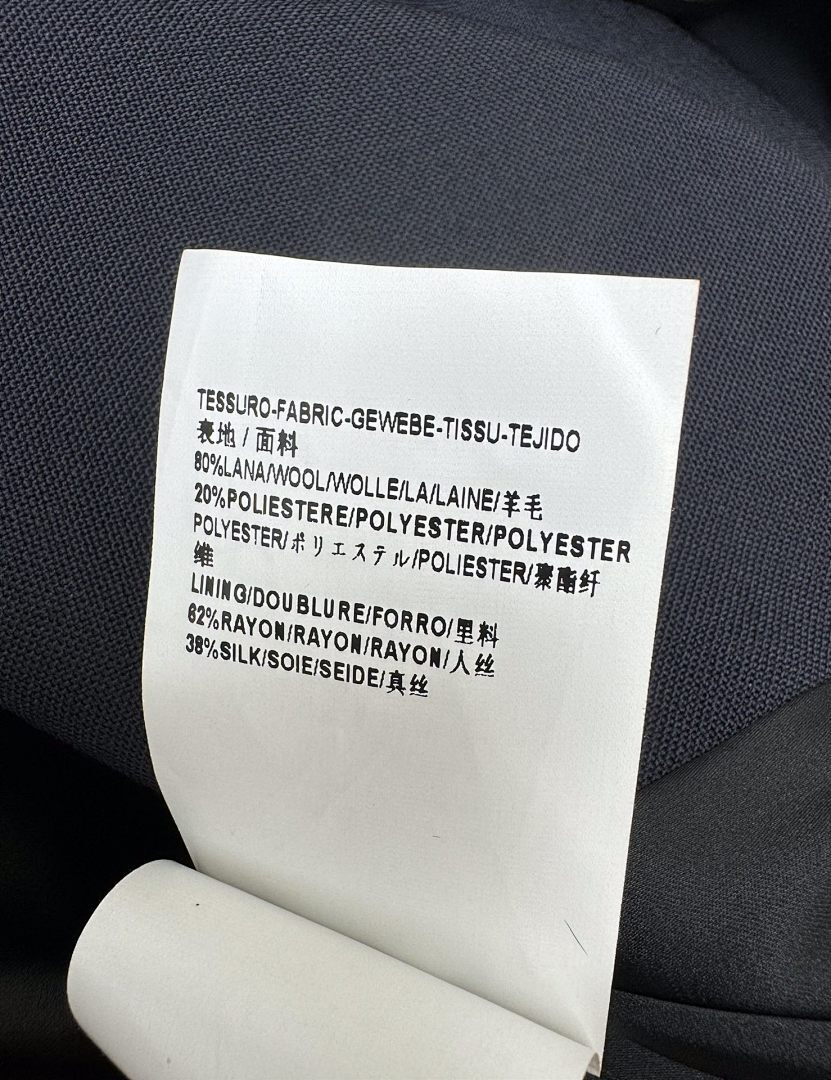 TESSURO-FABRIC-GEWEBE-TISSU-TEJIDO
表地 / 面料
80%LANA/WOOL/WOLLE/LA/LAINE/羊毛
20%POLIESTERE/POLYESTER/POLYESTER
POLYESTER/ポリエステル/POLIESTER/聚酯纤
维
LINING/DOUBLURE/FORRO/里料
62%RAYON/RAYON/RAYON/人丝
38%SILK/SOIE/SEIDE/真丝